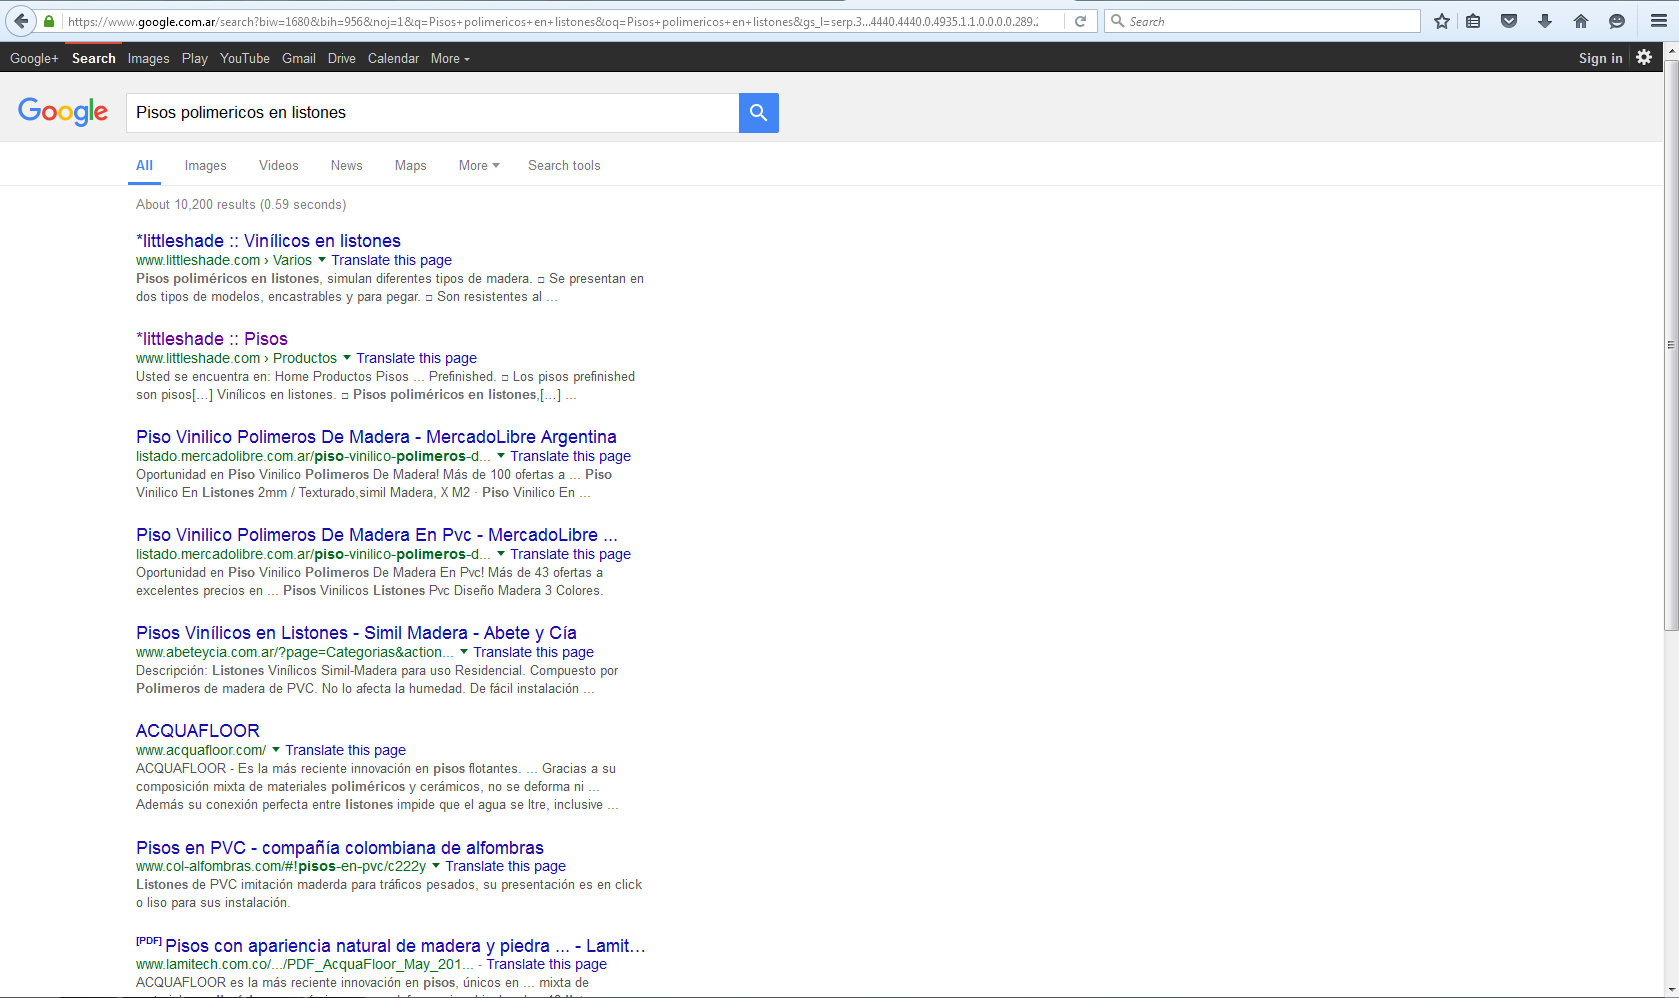 https://www.google.com.ar/search?biw=1680&bih=956&noj=1&q=Pisos+polimericos+en+listones&oq=Pisos+polimericos+en+listones&gs_l=serp.3...4440.4440.0.4935.1.1.0.0.0.0.289.
Search
Google+ Search Images Play YouTube Gmail Drive Calendar More Sign in
Google Pisos polimericos en listones
All Images Videos News Maps More Search tools
About 10,200 results (0.59 seconds)
*littleshade :: Vinílicos en listones
www.littleshade.com › Varios Translate this page
Pisos poliméricos en listones, simulan diferentes tipos de madera. □ Se presentan en
dos tipos de modelos, encastrables y para pegar. □ Son resistentes al ...
*littleshade :: Pisos
www.littleshade.com › Productos Translate this page
Usted se encuentra en: Home Productos Pisos ... Prefinished. □ Los pisos prefinished
son pisos[...] Vinílicos en listones. □ Pisos poliméricos en listones,[...] ...
Piso Vinilico Polimeros De Madera - MercadoLibre Argentina
listado.mercadolibre.com.ar/piso-vinilico-polimeros-d... Translate this page
Oportunidad en Piso Vinilico Polimeros De Madera! Más de 100 ofertas a ... Piso
Vinilico En Listones 2mm / Texturado,simil Madera, X M2 · Piso Vinilico En ...
Piso Vinilico Polimeros De Madera En Pvc - MercadoLibre ...
listado.mercadolibre.com.ar/piso-vinilico-polimeros-d... Translate this page
Oportunidad en Piso Vinilico Polimeros De Madera En Pvc! Más de 43 ofertas a
excelentes precios en ... Pisos Vinilicos Listones Pvc Diseño Madera 3 Colores.
Pisos Vinílicos en Listones - Simil Madera - Abete y Cía
www.abeteycia.com.ar/?page=Categorias&action... Translate this page
Descripción: Listones Vinílicos Simil-Madera para uso Residencial. Compuesto por
Polimeros de madera de PVC. No lo afecta la humedad. De fácil instalación ...
ACQUAFLOOR
www.acquafloor.com/ Translate this page
ACQUAFLOOR - Es la más reciente innovación en pisos flotantes. ... Gracias a su
composición mixta de materiales poliméricos y cerámicos, no se deforma ni ...
Además su conexión perfecta entre listones impide que el agua se ltre, inclusive ...
Pisos en PVC - compañía colombiana de alfombras
www.col-alfombras.com/#!pisos-en-pvc/c222y Translate this page
Listones de PVC imitación maderda para tráficos pesados, su presentación es en click
o liso para sus instalación.
[PDF] Pisos con apariencia natural de madera y piedra ... - Lamit...
www.lamitech.com.co/.../PDF_AcquaFloor_May_201... - Translate this page
ACQUAFLOOR es la más reciente innovación en pisos, únicos en ... mixta de